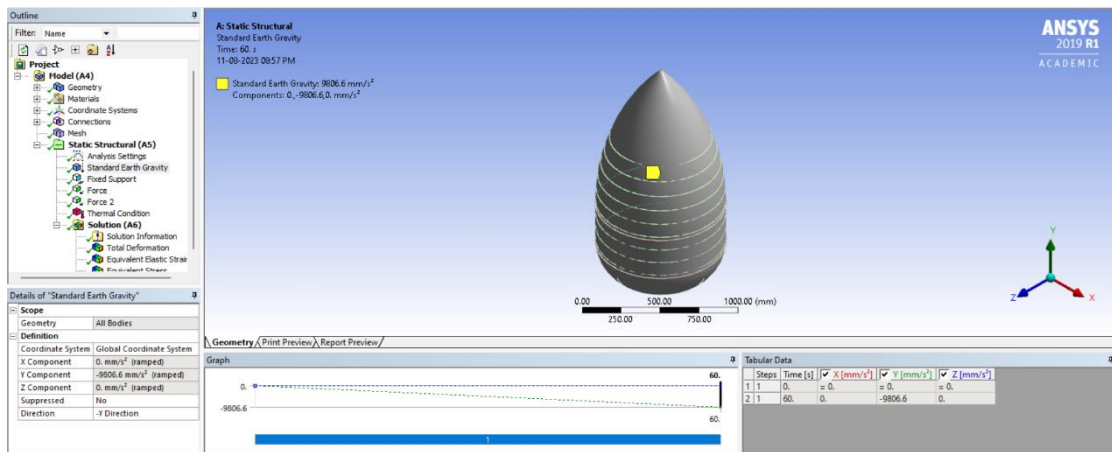 Outline
Filter: Name
Project
Model (A4)
Geometry
Materials
Coordinate Systems
Connections
Mesh
Static Structural (A5)
Analysis Settings
Standard Earth Gravity
Fixed Support
Force
Force 2
Thermal Condition
Solution (A6)
Solution Information
Total Deformation
Equivalent Elastic Strain
Equivalent Stress
Details of "Standard Earth Gravity"
Scope
Geometry All Bodies
Definition
Coordinate System Global Coordinate System
X Component 0. mm/s² (ramped)
Y Component -9806.6 mm/s² (ramped)
Z Component 0. mm/s² (ramped)
Suppressed No
Direction -Y Direction
A: Static Structural
Standard Earth Gravity
Time: 60. s
11-08-2023 08:57 PM
Standard Earth Gravity: 9806.6 mm/s²
Components: 0.,-9806.6,0. mm/s²
ANSYS
2019 R1
ACADEMIC
Y
Z X
0.00 500.00 1000.00 (mm)
250.00 750.00
Geometry Print Preview Report Preview
Graph
60.
0.
-9806.6
60.
1
Tabular Data
Steps Time [s] X [mm/s²] Y [mm/s²] Z [mm/s²]
1 1 0. = 0. = 0. = 0.
2 1 60. 0. -9806.6 0.